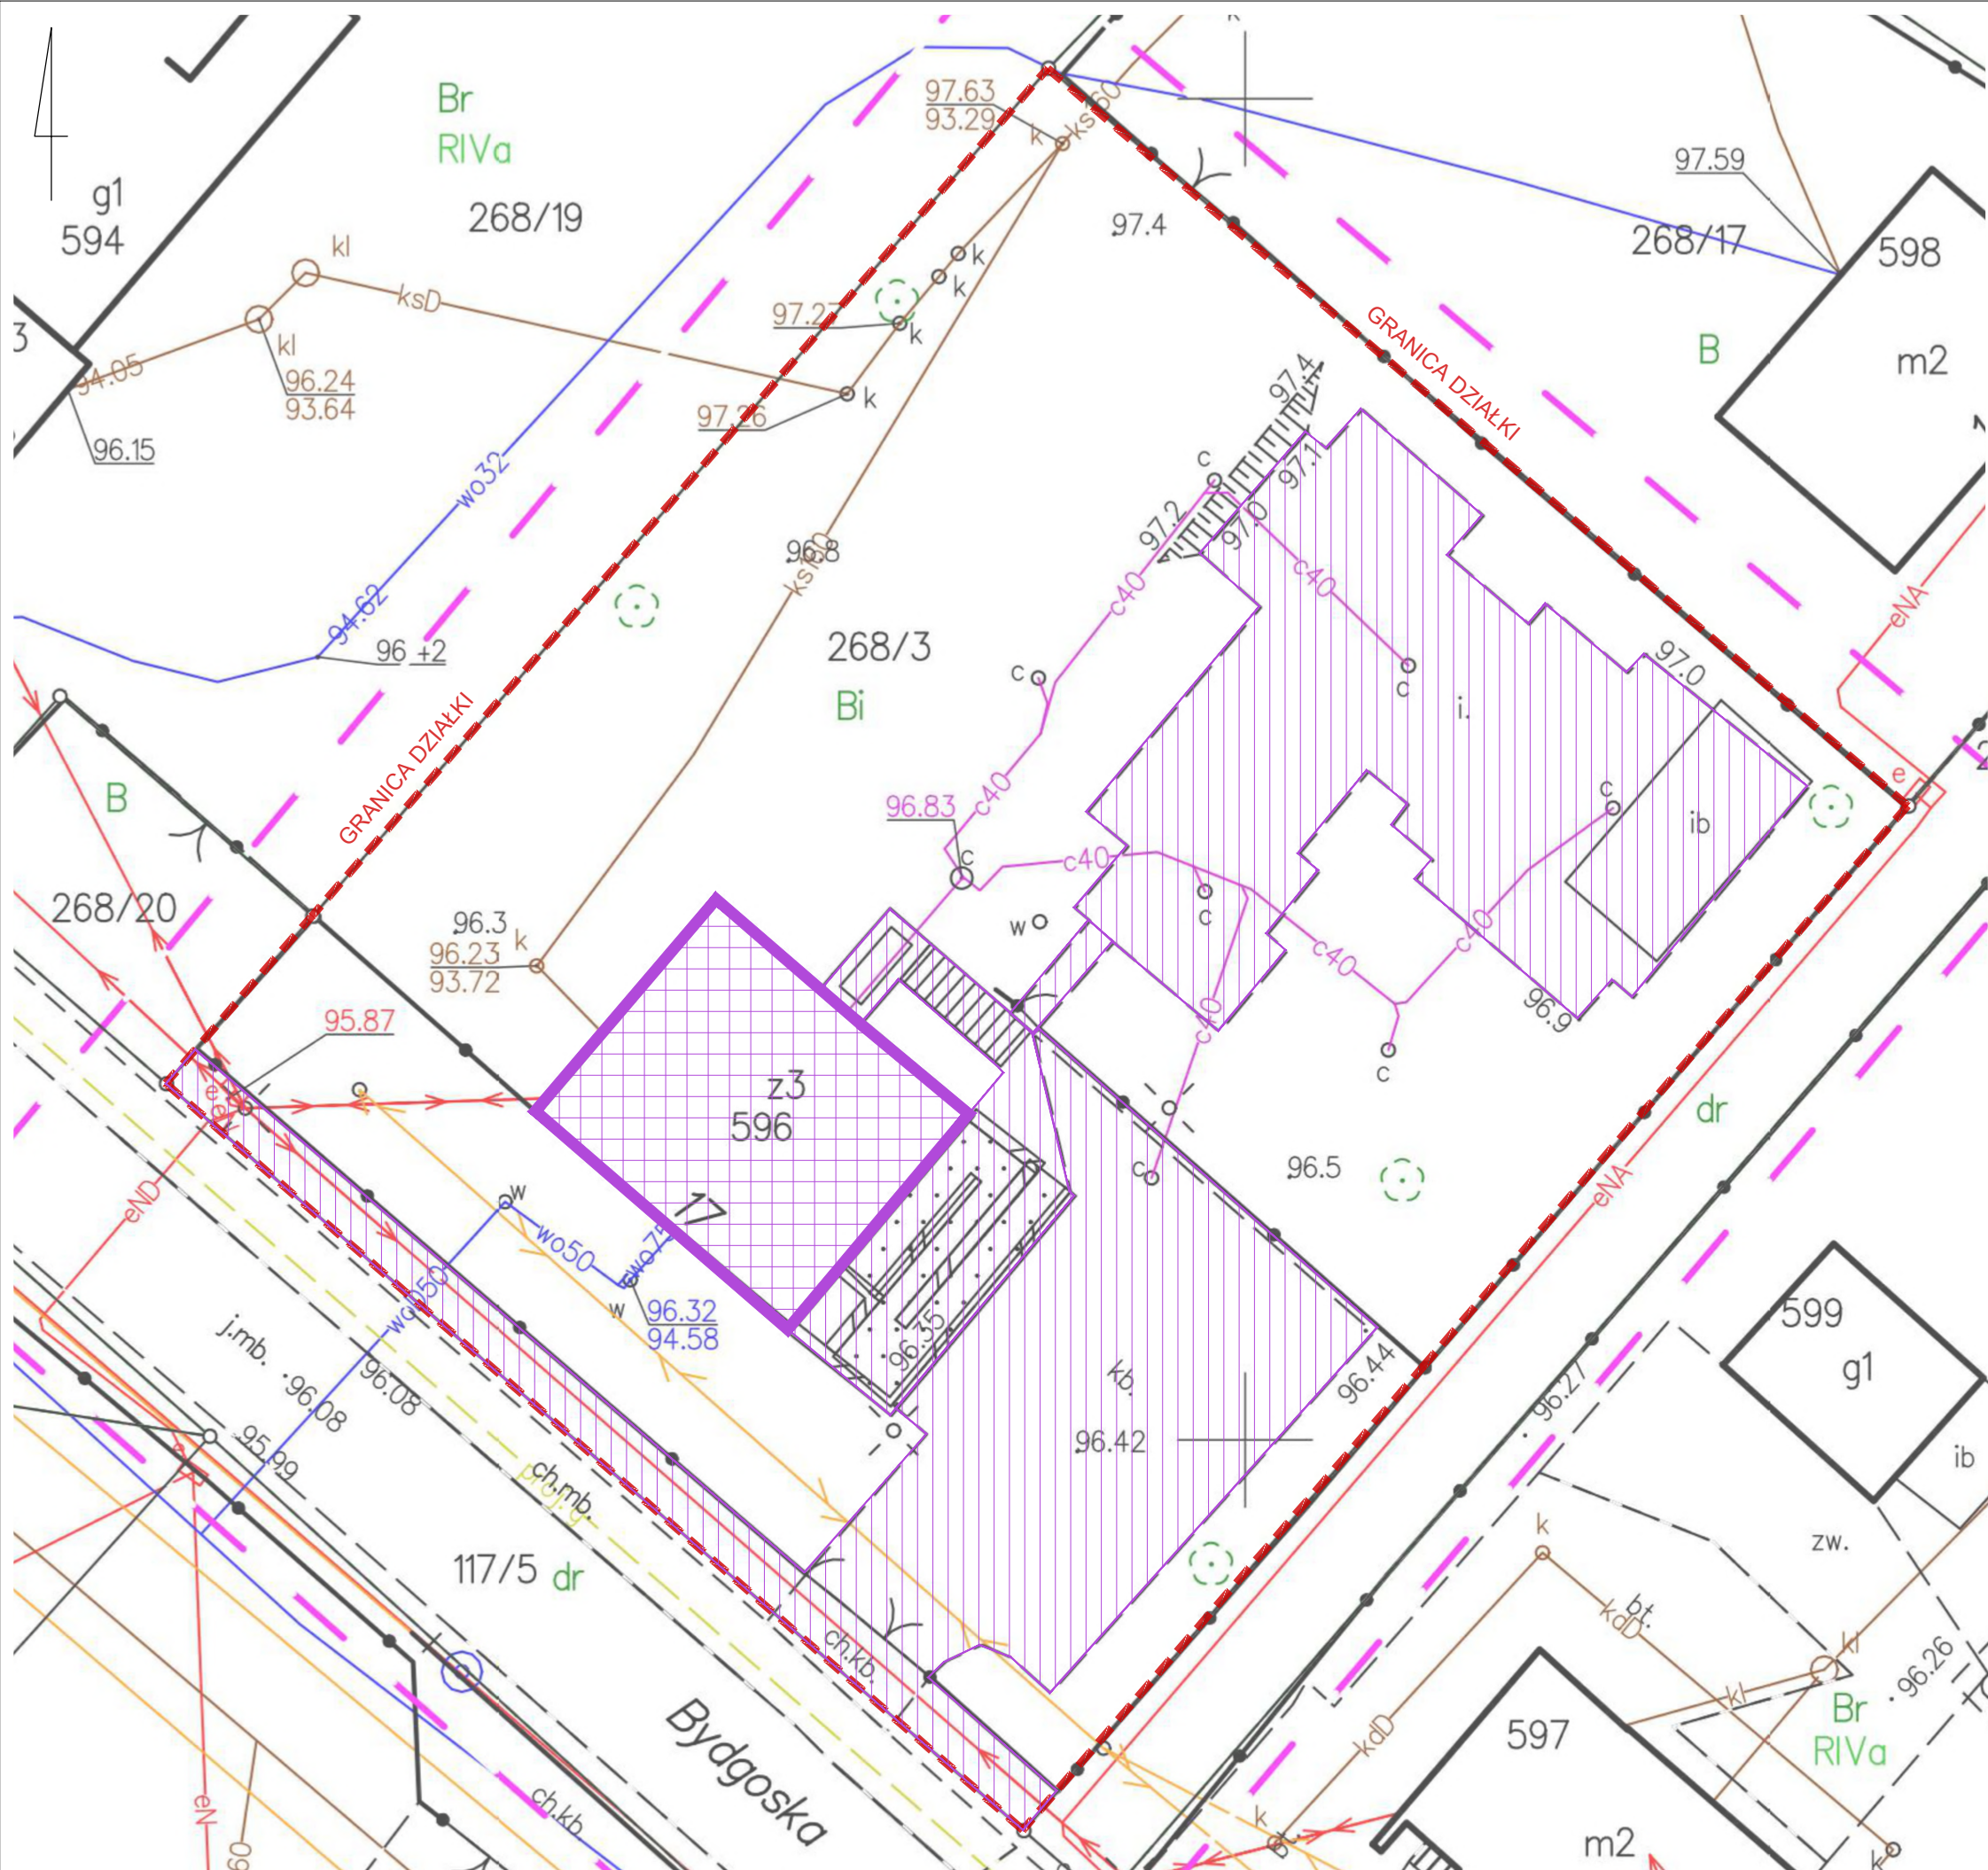 Br
RIVa
g1
594
268/19
kl
kl
ksD
94.05
96.24
93.64
96.15
97.63
93.29
k
97.4
97.59
268/17
598
m2
B
k
k
97.27
k
97.26
k
wo32
94.62
GRANICA DZIAŁKI
GRANICA DZIAŁKI
97.4
97.1
97.0
97.2
c
c40
c40
c
96.8
ks160
268/3
Bi
c
c
i.
97.0
eNA
e
B
268/20
96.83
c40
c
c40
w
c
c40
c40
c
ib
96.9
c
96.3
96.23
93.72
k
95.87
e
z3
596
17
c40
c
96.5
dr
eNA
eND
w
wo50
wo75
w
96.32
94.58
wo50
96.35
kb.
96.42
96.44
96.27
599
g1
ib
j.mb.
96.08
96.08
95.99
ch.mb.
proj.g
e
117/5
dr
ch.kb.
Bydgoska
ch.kb.
eN
k
bt.
kdD
kdD
zw.
kl
kl
96.26
Br
RIVa
597
m2
k
k